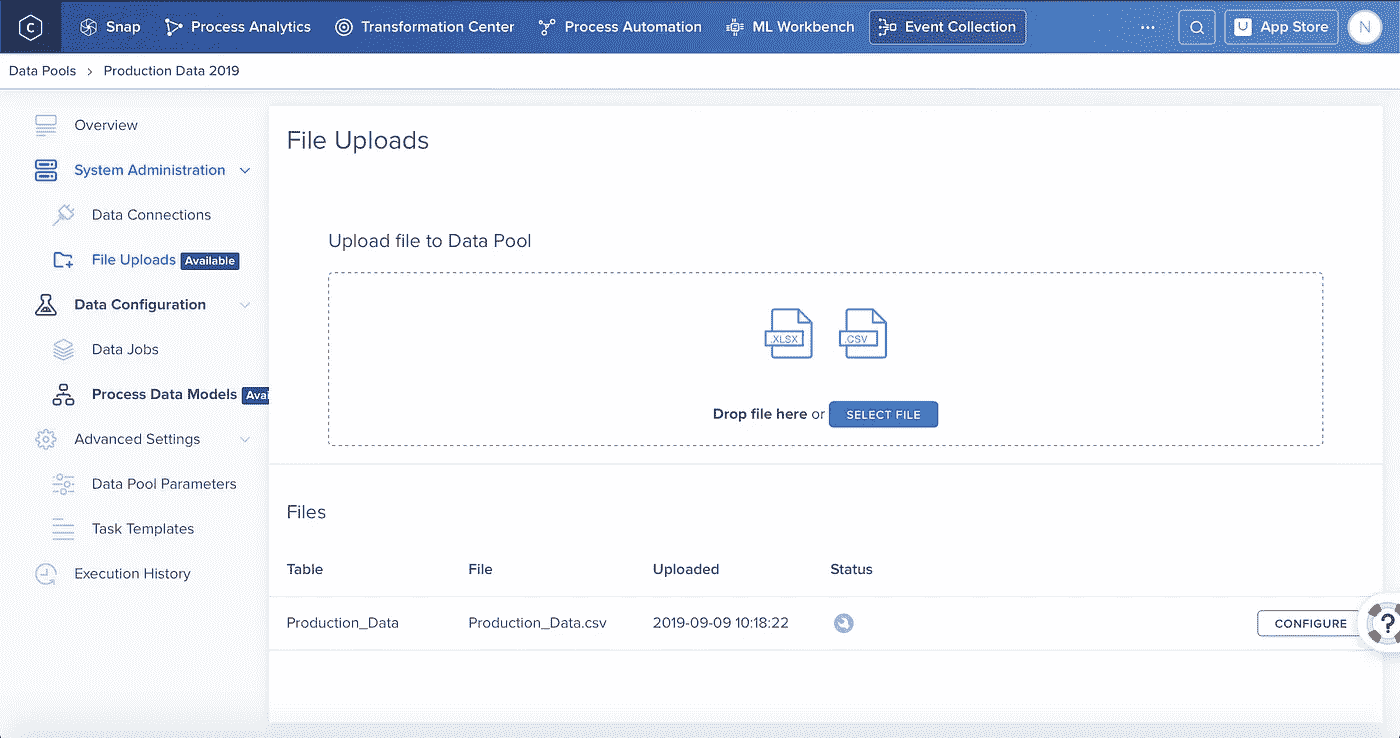 C Snap Process Analytics Transformation Center Process Automation ML Workbench Event Collection ... U App Store N
Data Pools > Production Data 2019
Overview
System Administration
Data Connections
File Uploads Available
Data Configuration
Data Jobs
Process Data Models Avai
Advanced Settings
Data Pool Parameters
Task Templates
Execution History
File Uploads
Upload file to Data Pool
.XLSX .CSV
Drop file here or SELECT FILE
Files
Table File Uploaded Status
Production_Data Production_Data.csv 2019-09-09 10:18:22 CONFIGURE ?